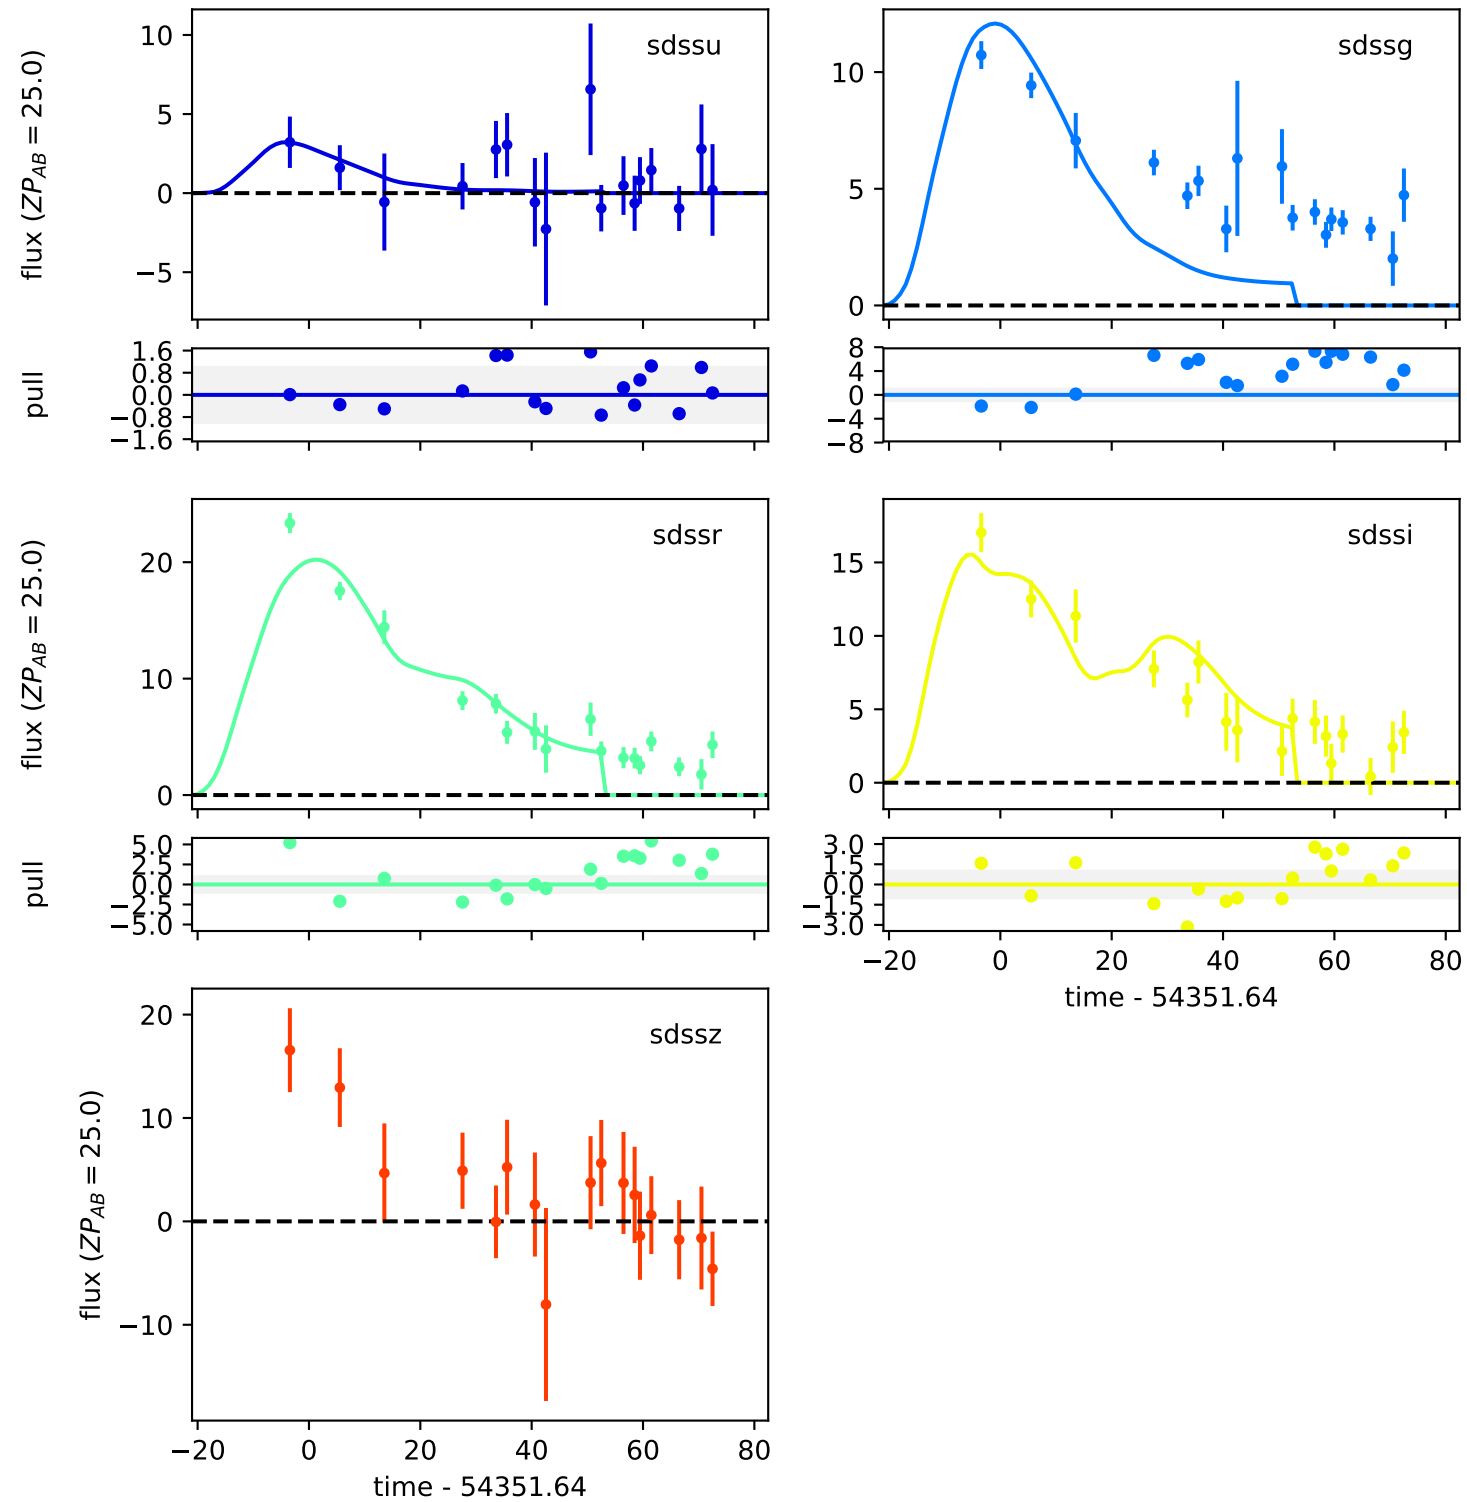 sdssu
flux (ZP_AB = 25.0)
10
5
0
−5
sdssg
10
5
0
pull
1.6
0.8
0.0
−0.8
−1.6
8
4
0
−4
−8
sdssr
flux (ZP_AB = 25.0)
20
10
0
sdssi
15
10
5
0
pull
5.0
2.5
0.0
−2.5
−5.0
3.0
1.5
0.0
−1.5
−3.0
−20 0 20 40 60 80
time - 54351.64
sdssz
flux (ZP_AB = 25.0)
20
10
0
−10
−20 0 20 40 60 80
time - 54351.64